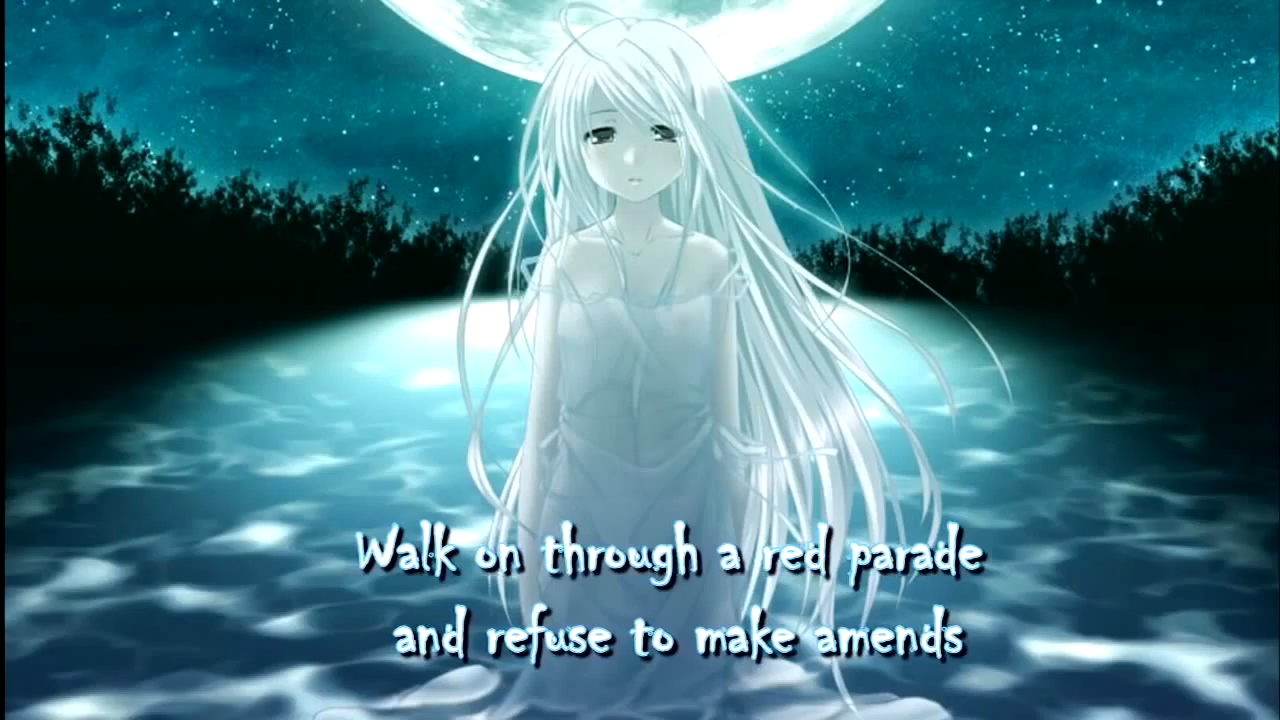 Walk on through a red parade
and refuse to make amends